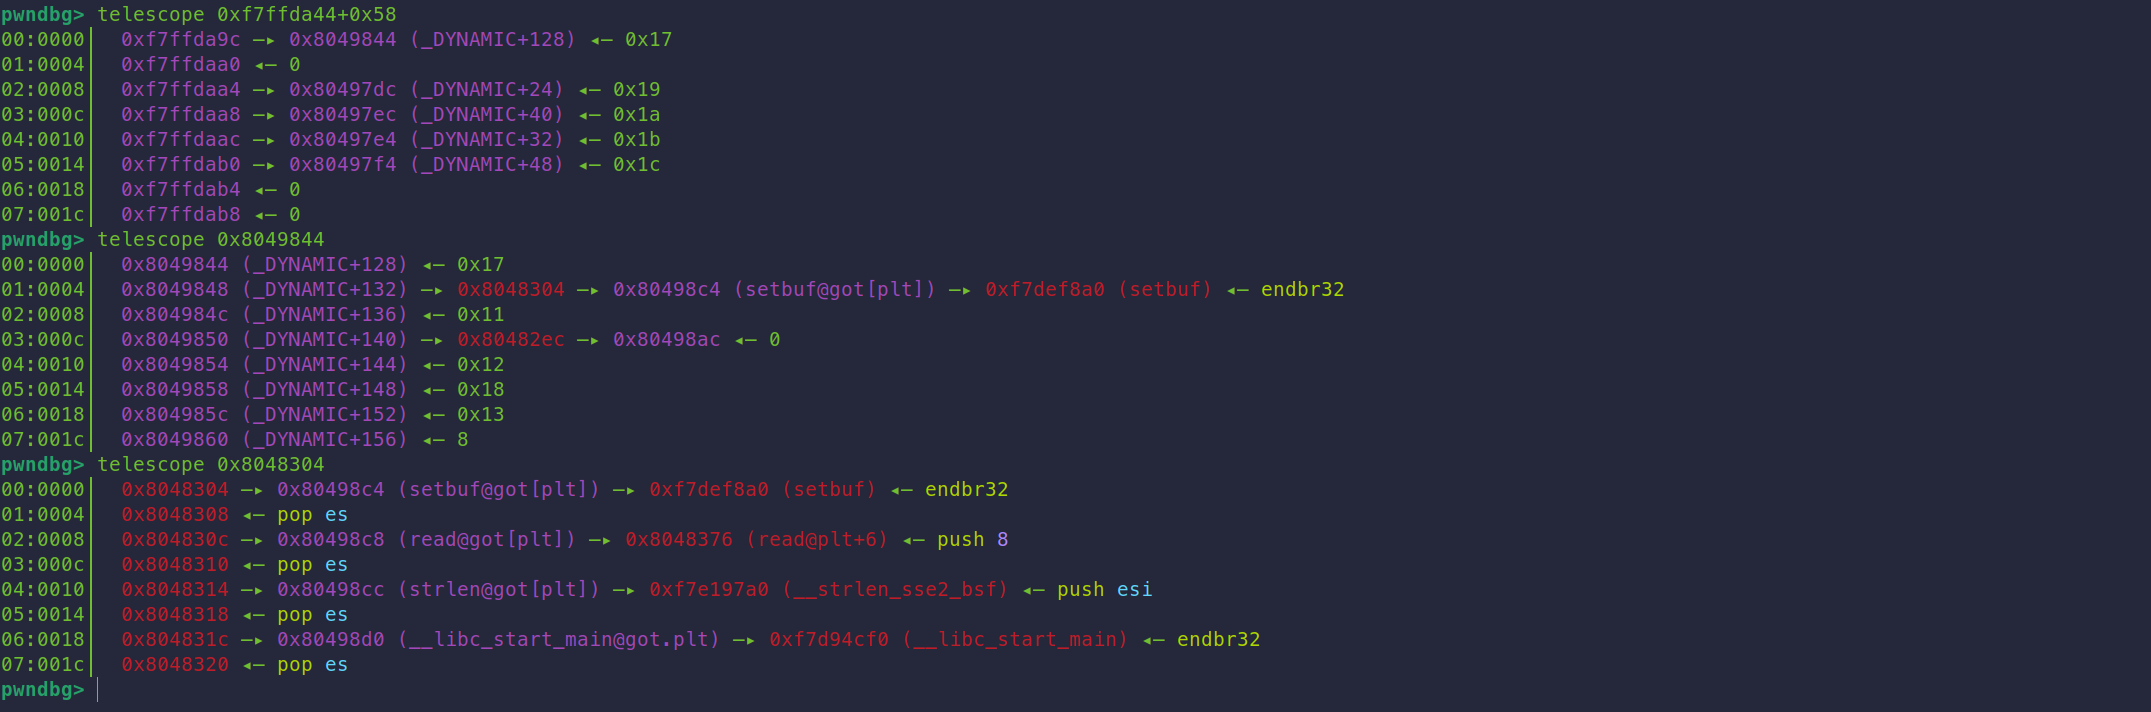 pwndbg> telescope 0xf7ffda44+0x58
00:0000│  0xf7ffda9c —▸ 0x8049844 (_DYNAMIC+128) ◂— 0x17
01:0004│  0xf7ffdaa0 ◂— 0
02:0008│  0xf7ffdaa4 —▸ 0x80497dc (_DYNAMIC+24) ◂— 0x19
03:000c│  0xf7ffdaa8 —▸ 0x80497ec (_DYNAMIC+40) ◂— 0x1a
04:0010│  0xf7ffdaac —▸ 0x80497e4 (_DYNAMIC+32) ◂— 0x1b
05:0014│  0xf7ffdab0 —▸ 0x80497f4 (_DYNAMIC+48) ◂— 0x1c
06:0018│  0xf7ffdab4 ◂— 0
07:001c│  0xf7ffdab8 ◂— 0
pwndbg> telescope 0x8049844
00:0000│  0x8049844 (_DYNAMIC+128) ◂— 0x17
01:0004│  0x8049848 (_DYNAMIC+132) —▸ 0x8048304 —▸ 0x80498c4 (setbuf@got[plt]) —▸ 0xf7def8a0 (setbuf) ◂— endbr32
02:0008│  0x804984c (_DYNAMIC+136) ◂— 0x11
03:000c│  0x8049850 (_DYNAMIC+140) —▸ 0x80482ec —▸ 0x80498ac ◂— 0
04:0010│  0x8049854 (_DYNAMIC+144) ◂— 0x12
05:0014│  0x8049858 (_DYNAMIC+148) ◂— 0x18
06:0018│  0x804985c (_DYNAMIC+152) ◂— 0x13
07:001c│  0x8049860 (_DYNAMIC+156) ◂— 8
pwndbg> telescope 0x8048304
00:0000│  0x8048304 —▸ 0x80498c4 (setbuf@got[plt]) —▸ 0xf7def8a0 (setbuf) ◂— endbr32
01:0004│  0x8048308 ◂— pop es
02:0008│  0x804830c —▸ 0x80498c8 (read@got[plt]) —▸ 0x8048376 (read@plt+6) ◂— push 8
03:000c│  0x8048310 ◂— pop es
04:0010│  0x8048314 —▸ 0x80498cc (strlen@got[plt]) —▸ 0xf7e197a0 (__strlen_sse2_bsf) ◂— push esi
05:0014│  0x8048318 ◂— pop es
06:0018│  0x804831c —▸ 0x80498d0 (__libc_start_main@got.plt) —▸ 0xf7d94cf0 (__libc_start_main) ◂— endbr32
07:001c│  0x8048320 ◂— pop es
pwndbg>